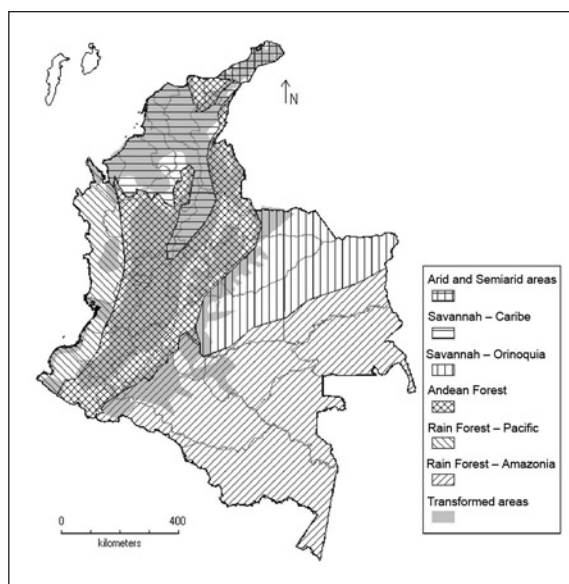 N
Arid and Semiarid areas
Savannah – Caribe
Savannah – Orinoquia
Andean Forest
Rain Forest – Pacific
Rain Forest – Amazonia
Transformed areas
0 400
kilometers